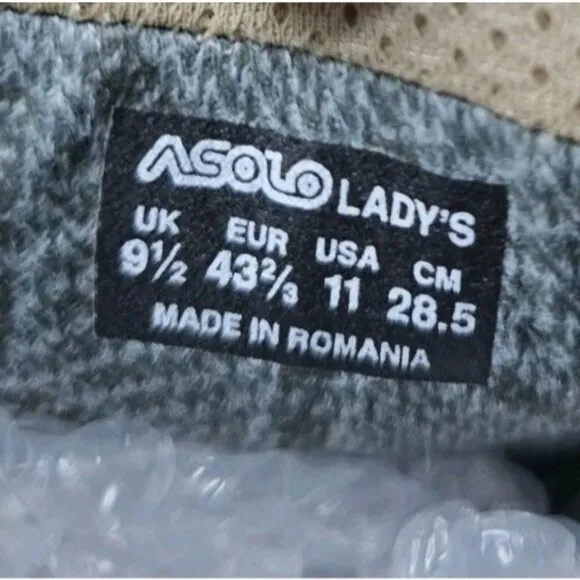 ASOLO LADY'S
UK EUR USA CM
9½ 43⅔ 11 28.5
MADE IN ROMANIA